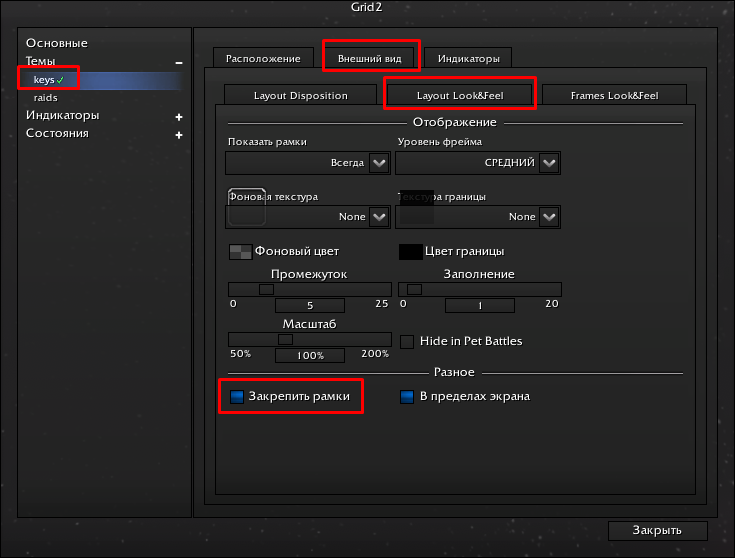 Grid2
Основные
Темы
keys
raids
Индикаторы
Состояния
Расположение Внешний вид Индикаторы
Layout Disposition Layout Look&Feel Frames Look&Feel
Отображение
Показать рамки Уровень фрейма
Всегда СРЕДНИЙ
Фоновая текстура Текстура границы
None None
Фоновый цвет Цвет границы
Промежуток Заполнение
0 5 25 0 1 20
Масштаб
Hide in Pet Battles
50% 100% 200%
Разное
Закрепить рамки В пределах экрана
Закрыть